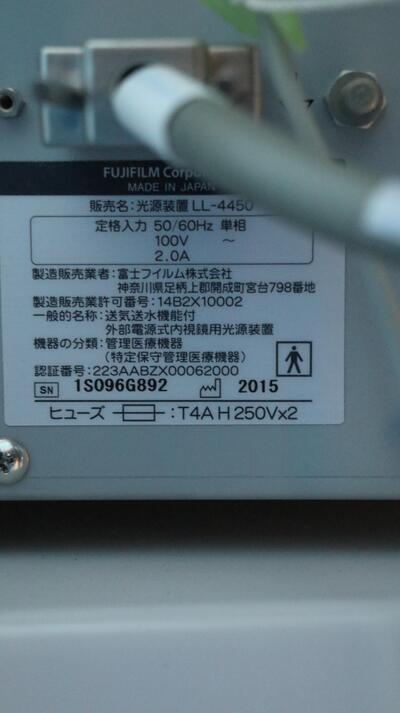 FUJIFILM Corpora
MADE IN JAPAN
販売名:光源装置 LL-4450
定格入力 50/60Hz 単相
100V ～
2.0A
製造販売業者:富士フイルム株式会社
神奈川県足柄上郡開成町宮台798番地
製造販売業許可番号:14B2X10002
一般的名称:送気送水機能付
外部電源式内視鏡用光源装置
機器の分類:管理医療機器
(特定保守管理医療機器)
認証番号:223AABZX00062000
SN 1S096G892 2015
ヒューズ :T4AH250Vx2